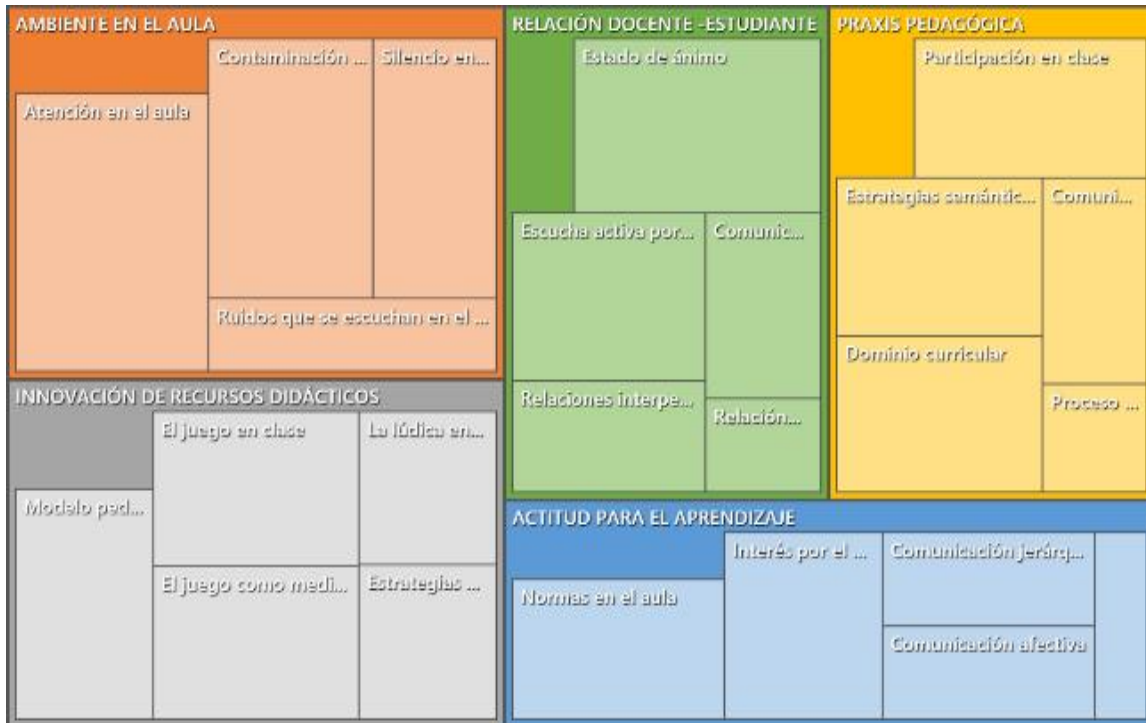 AMBIENTE EN EL AULA
Contaminación ...
Silencio en...
Atención en el aula
Ruidos que se escuchan en el ...
RELACIÓN DOCENTE -ESTUDIANTE
Estado de ánimo
Escucha activa por...
Comunic...
Relaciones interpe...
Relación...
PRAXIS PEDAGÓGICA
Participación en clase
Estrategias semántic...
Comuni...
Dominio curricular
Proceso ...
INNOVACIÓN DE RECURSOS DIDÁCTICOS
El juego en clase
La lúdica en...
Modelo ped...
El juego como medi...
Estrategias ...
ACTITUD PARA EL APRENDIZAJE
Interés por el ...
Comunicación jerárq...
Normas en el aula
Comunicación afectiva